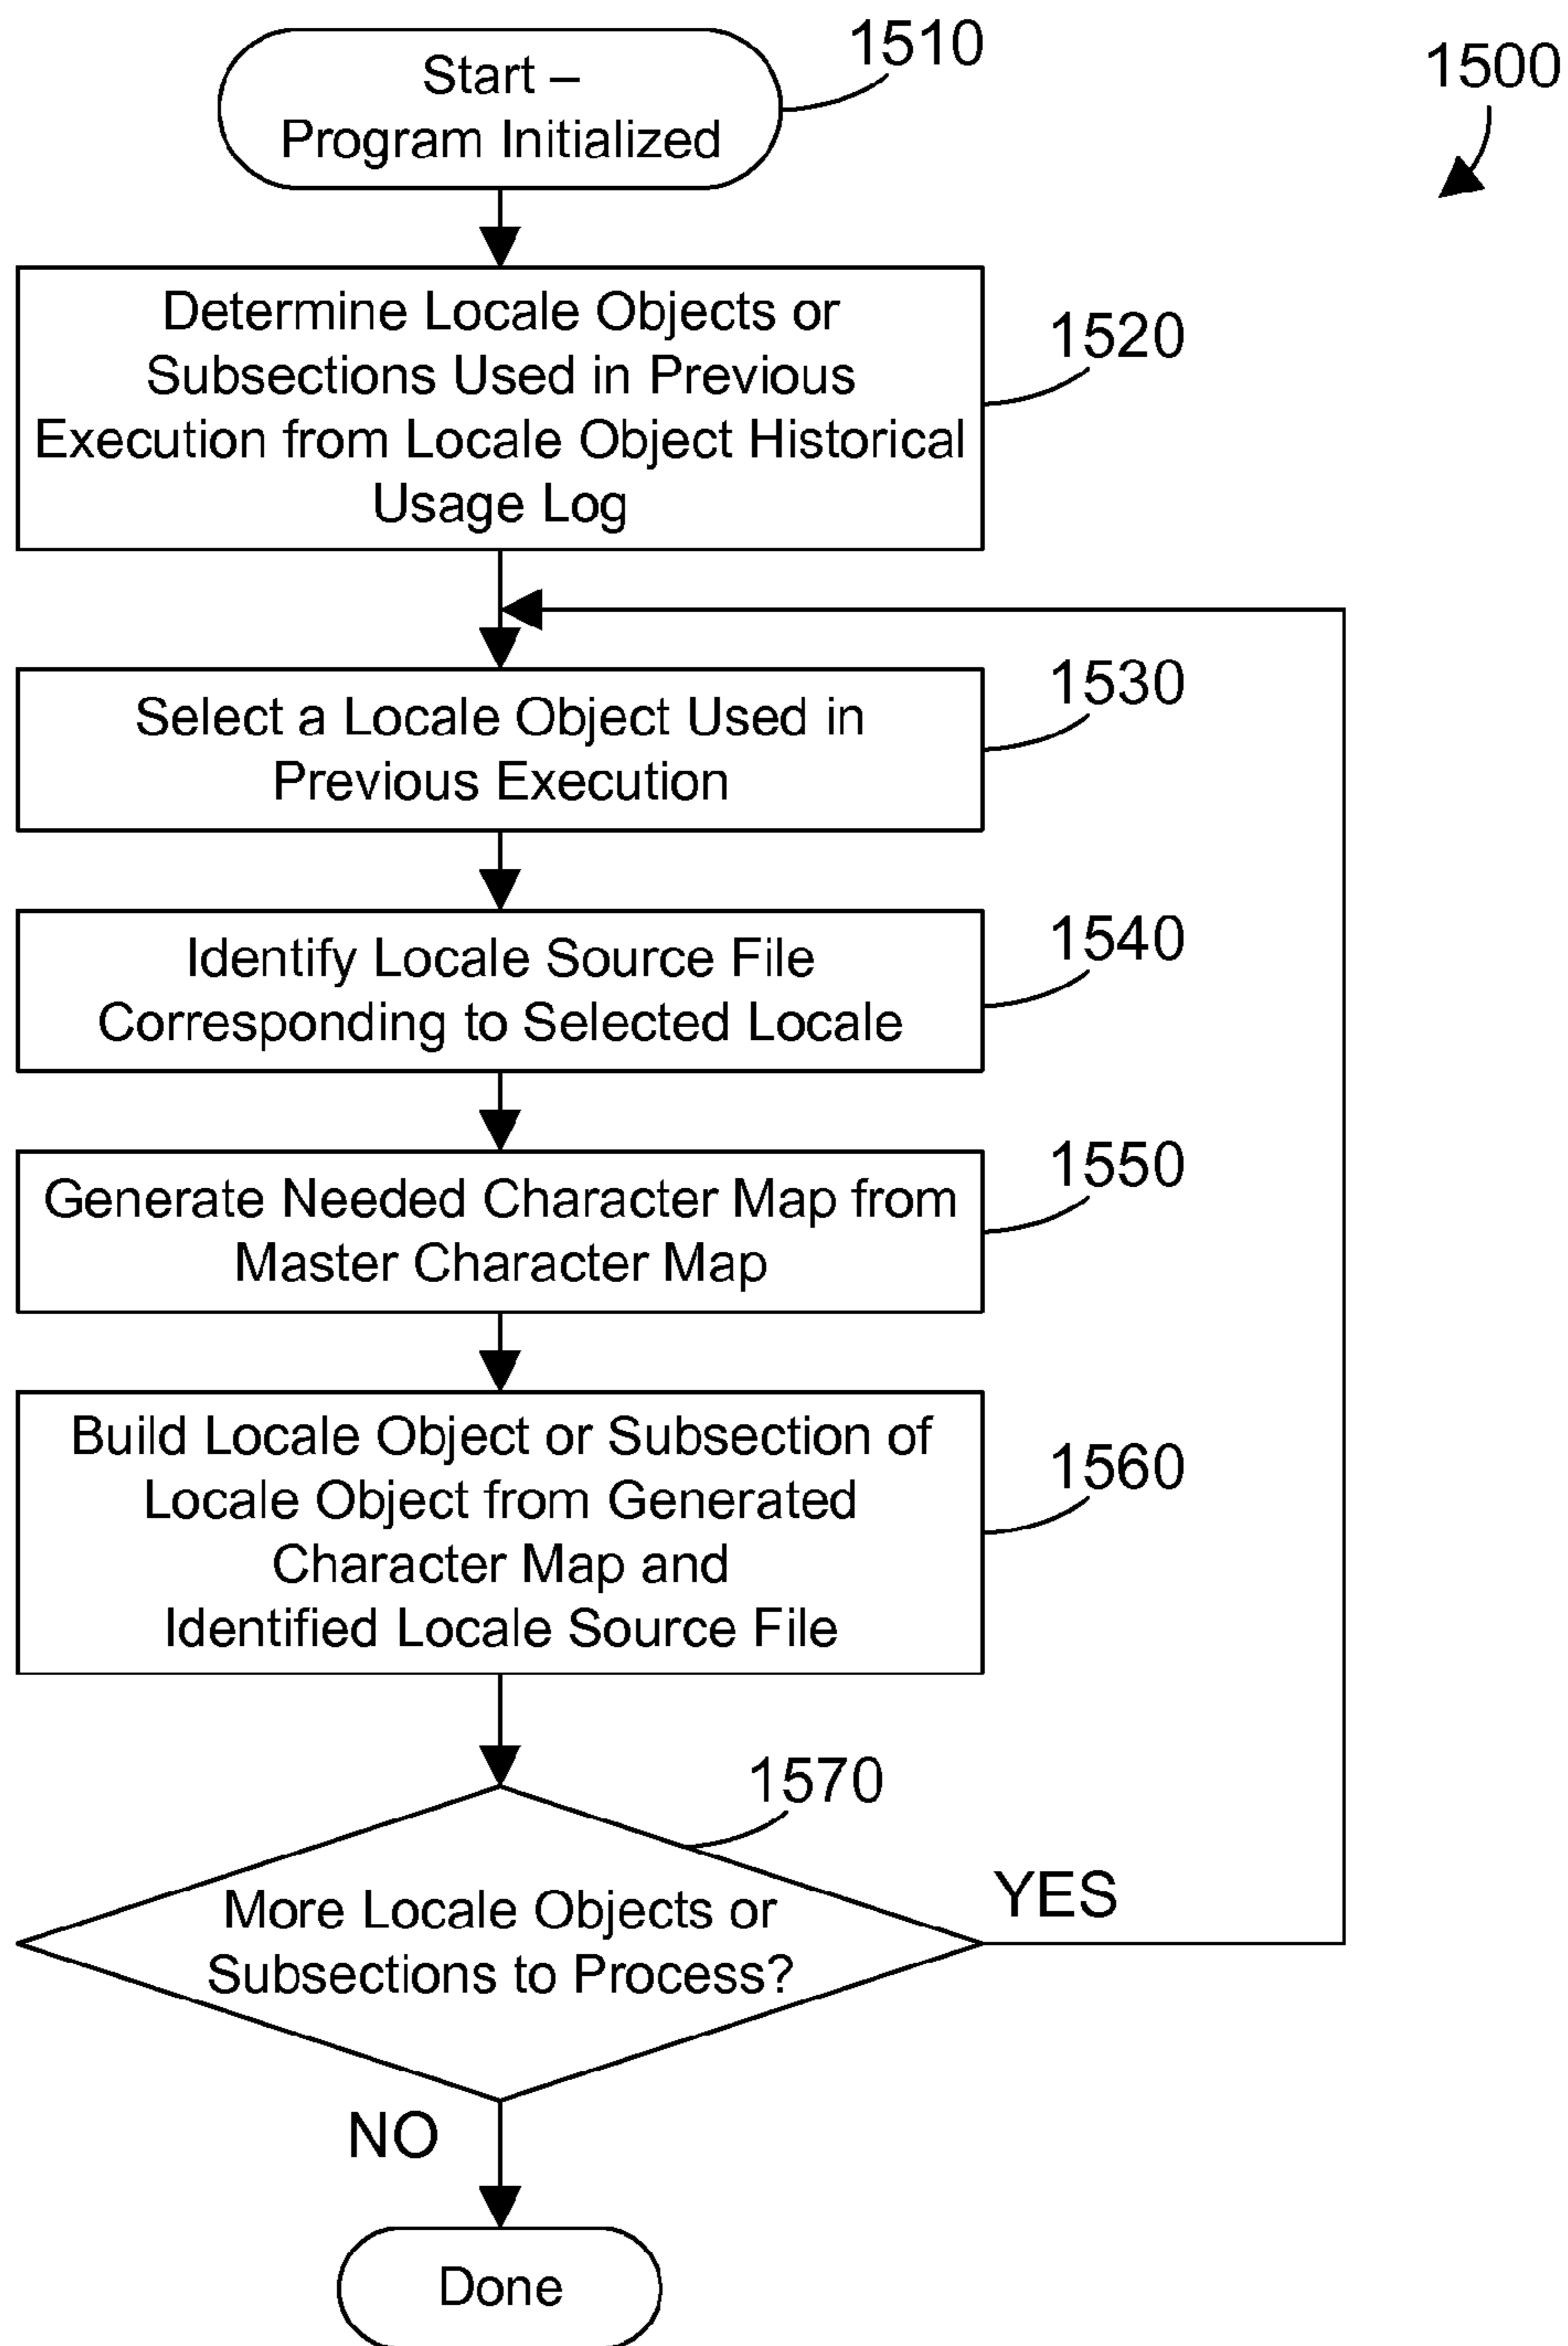 1510
1500
Start –
Program Initialized
Determine Locale Objects or
Subsections Used in Previous
Execution from Locale Object Historical
Usage Log
1520
Select a Locale Object Used in
Previous Execution
1530
Identify Locale Source File
Corresponding to Selected Locale
1540
Generate Needed Character Map from
Master Character Map
1550
Build Locale Object or Subsection of
Locale Object from Generated
Character Map and
Identified Locale Source File
1560
1570
More Locale Objects or
Subsections to Process?
YES
NO
Done